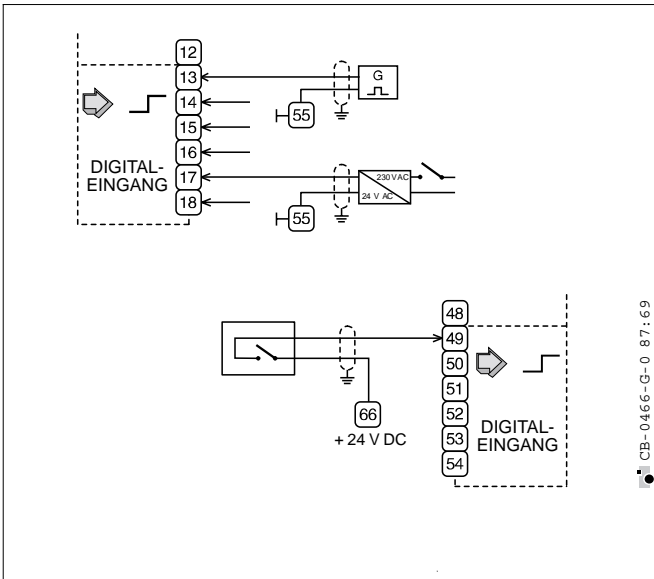 12
13
14
15
16
17
18
DIGITAL-
EINGANG
G
55
230 VAC
24 V AC
55
48
49
50
51
52
53
54
DIGITAL-
EINGANG
66
+ 24 V DC
CB-0466-G-0 87:69